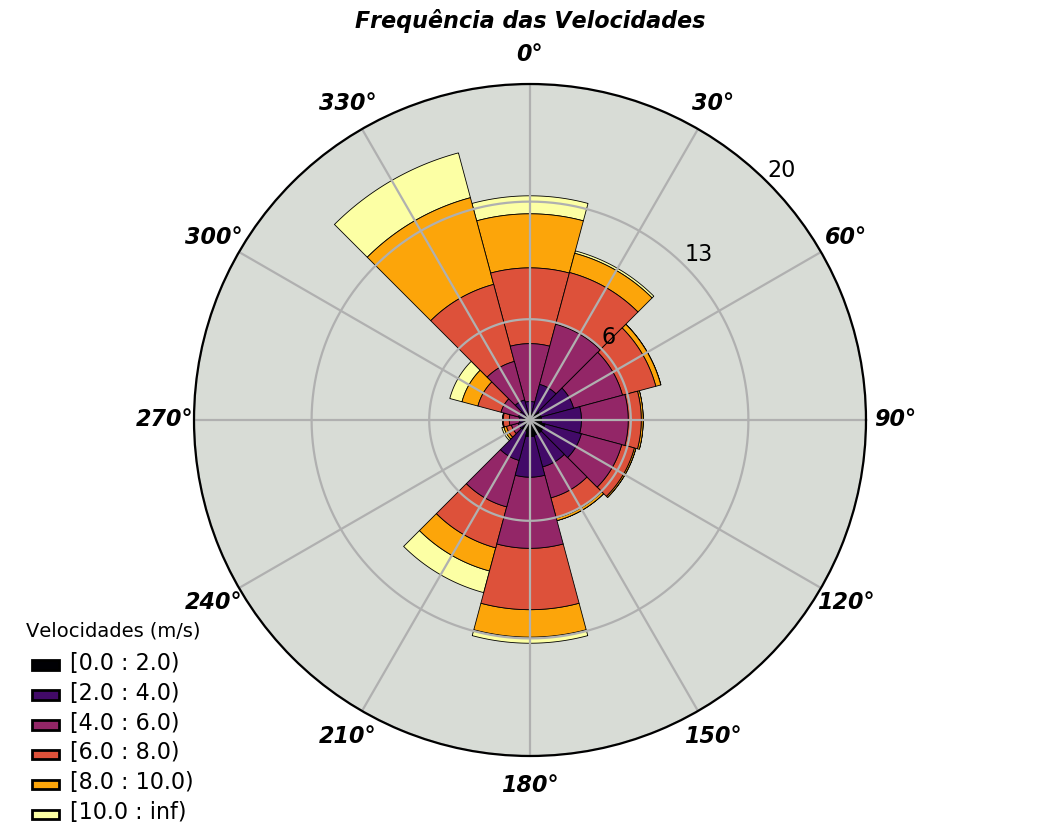 Frequência das Velocidades
0°
330°
30°
20
300°
60°
13
6
270°
90°
240°
120°
210°
150°
180°
Velocidades (m/s)
[0.0 : 2.0)
[2.0 : 4.0)
[4.0 : 6.0)
[6.0 : 8.0)
[8.0 : 10.0)
[10.0 : inf)